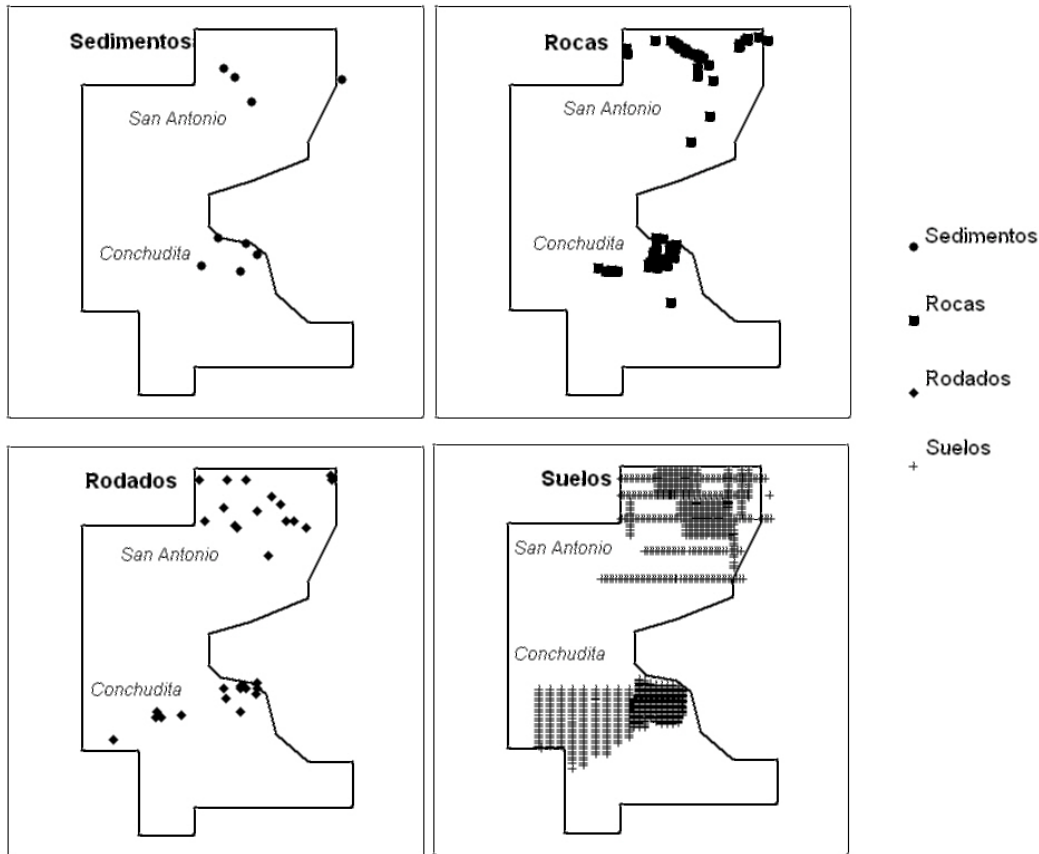 Sedimentos
San Antonio
Conchudita
Rocas
San Antonio
Conchudita
Sedimentos
Rocas
Rodados
Suelos
Rodados
San Antonio
Conchudita
Suelos
San Antonio
Conchudita